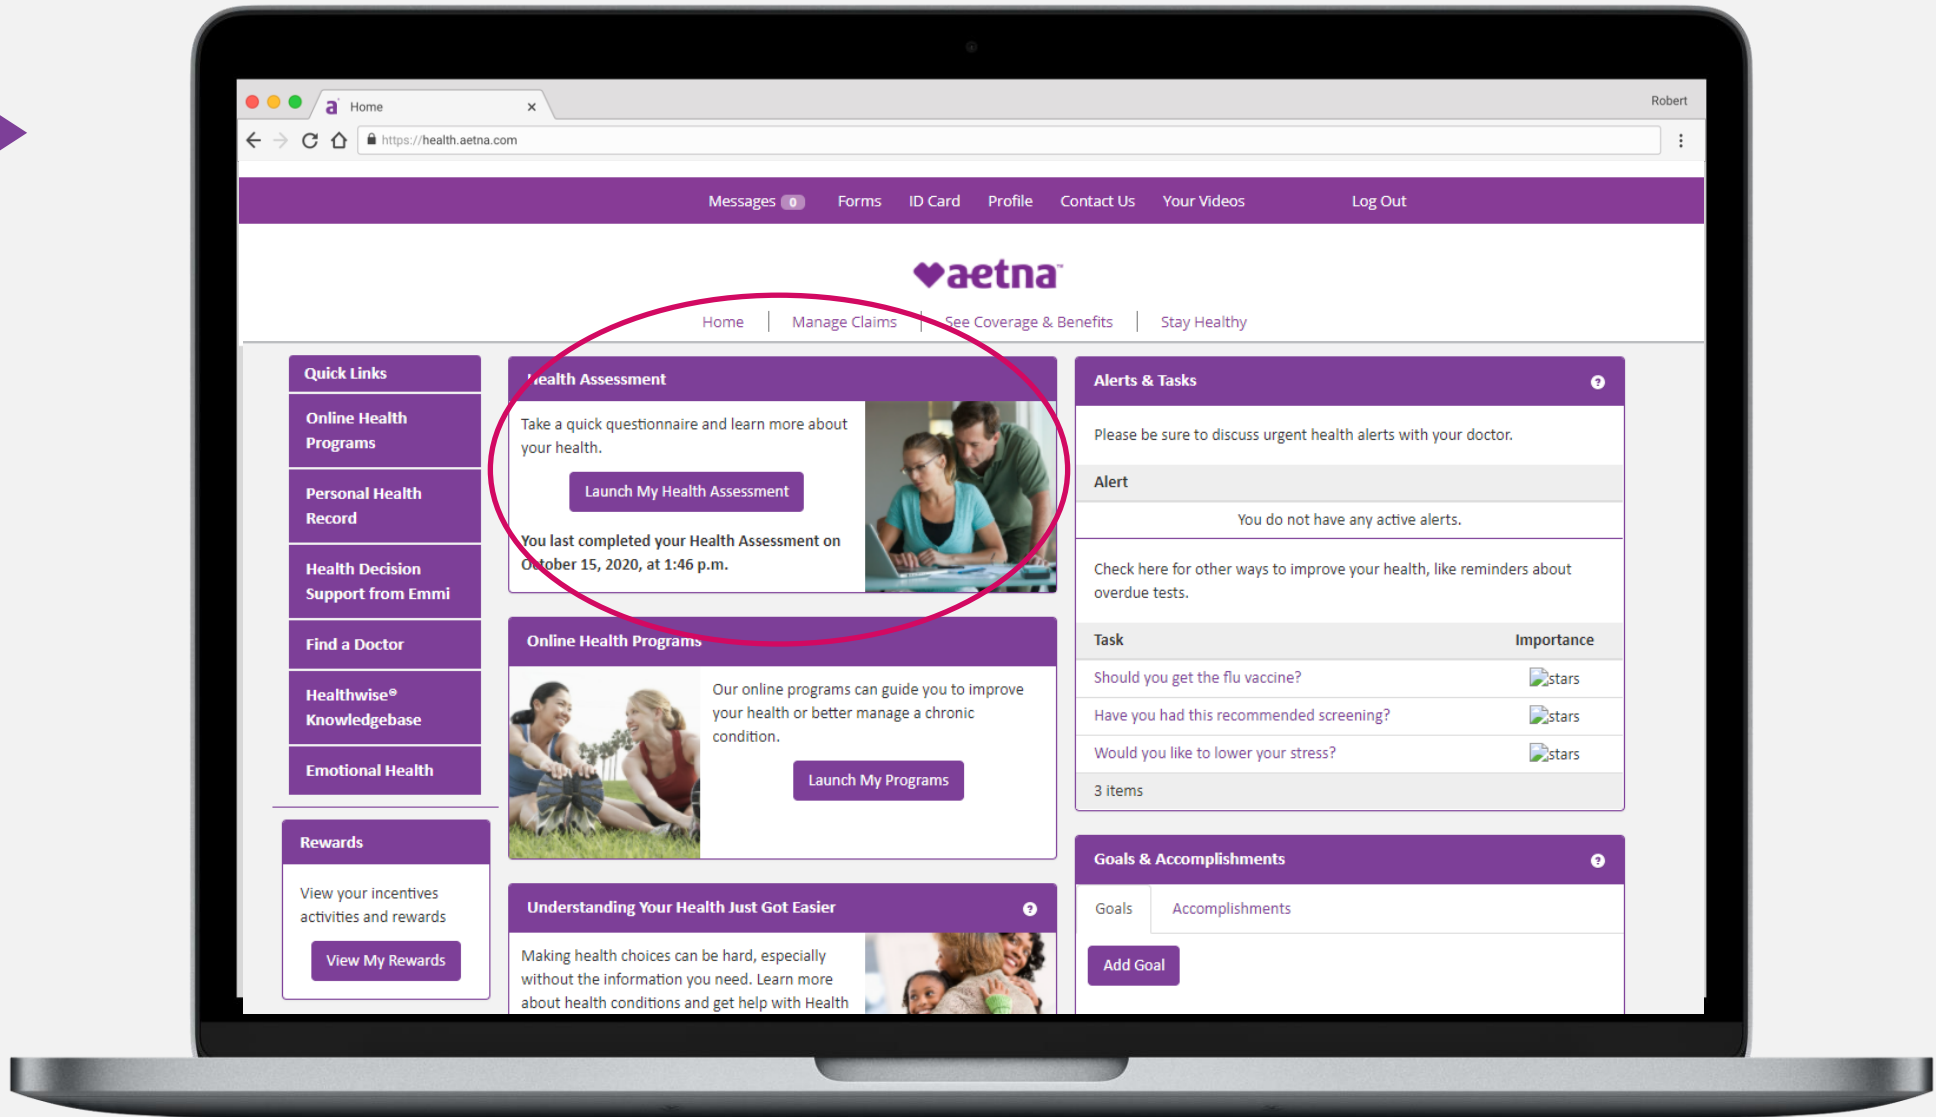 Home
Robert
https://health.aetna.com
Messages 0 Forms ID Card Profile Contact Us Your Videos Log Out
aetna™
Home Manage Claims See Coverage & Benefits Stay Healthy
Quick Links
Online Health
Programs
Personal Health
Record
Health Decision
Support from Emmi
Find a Doctor
Healthwise®
Knowledgebase
Emotional Health
Rewards
View your incentives
activities and rewards
View My Rewards
Health Assessment
Take a quick questionnaire and learn more about
your health.
Launch My Health Assessment
You last completed your Health Assessment on
October 15, 2020, at 1:46 p.m.
Online Health Programs
Our online programs can guide you to improve
your health or better manage a chronic
condition.
Launch My Programs
Understanding Your Health Just Got Easier
Making health choices can be hard, especially
without the information you need. Learn more
about health conditions and get help with Health
Alerts & Tasks
Please be sure to discuss urgent health alerts with your doctor.
Alert
You do not have any active alerts.
Check here for other ways to improve your health, like reminders about
overdue tests.
Task Importance
Should you get the flu vaccine? stars
Have you had this recommended screening? stars
Would you like to lower your stress? stars
3 items
Goals & Accomplishments
Goals Accomplishments
Add Goal